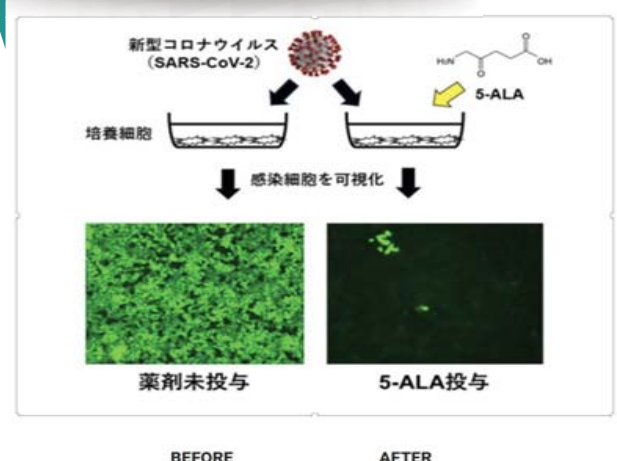 新型コロナウイルス
（SARS-CoV-2）
H₂N
O
O
OH
5-ALA
培養細胞
感染細胞を可視化
薬剤未投与
5-ALA投与
BEFORE
AFTER